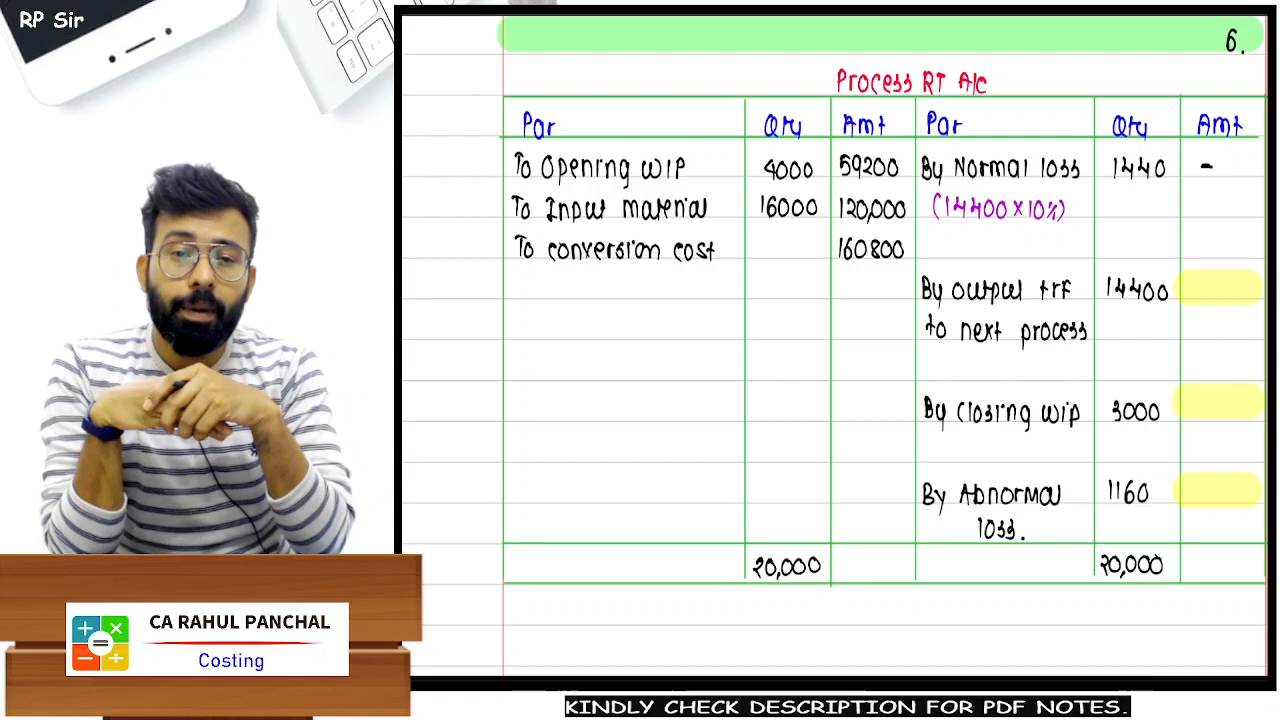 RP Sir
6.
Process RT A/c
Par Qty Amt Par Qty Amt
To Opening WIP 4000 59200 By Normal loss 1440 -
To Input material 16000 120,000 (14400 x 10%)
To conversion cost 160800
By output trf 14400
to next process
By Closing wip 3000
By Abnormal 1160
loss.
20,000 20,000
CA RAHUL PANCHAL
Costing
KINDLY CHECK DESCRIPTION FOR PDF NOTES.